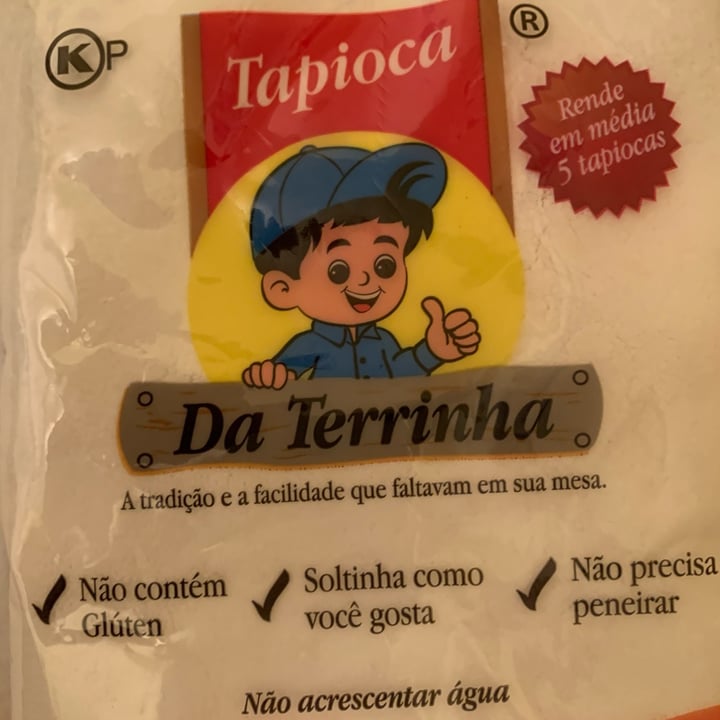 K P
Tapioca
®
Rende
em média
5 tapiocas
Da Terrinha
A tradição e a facilidade que faltavam em sua mesa.
Não contém
Glúten
Soltinha como
você gosta
Não precisa
peneirar
Não acrescentar água